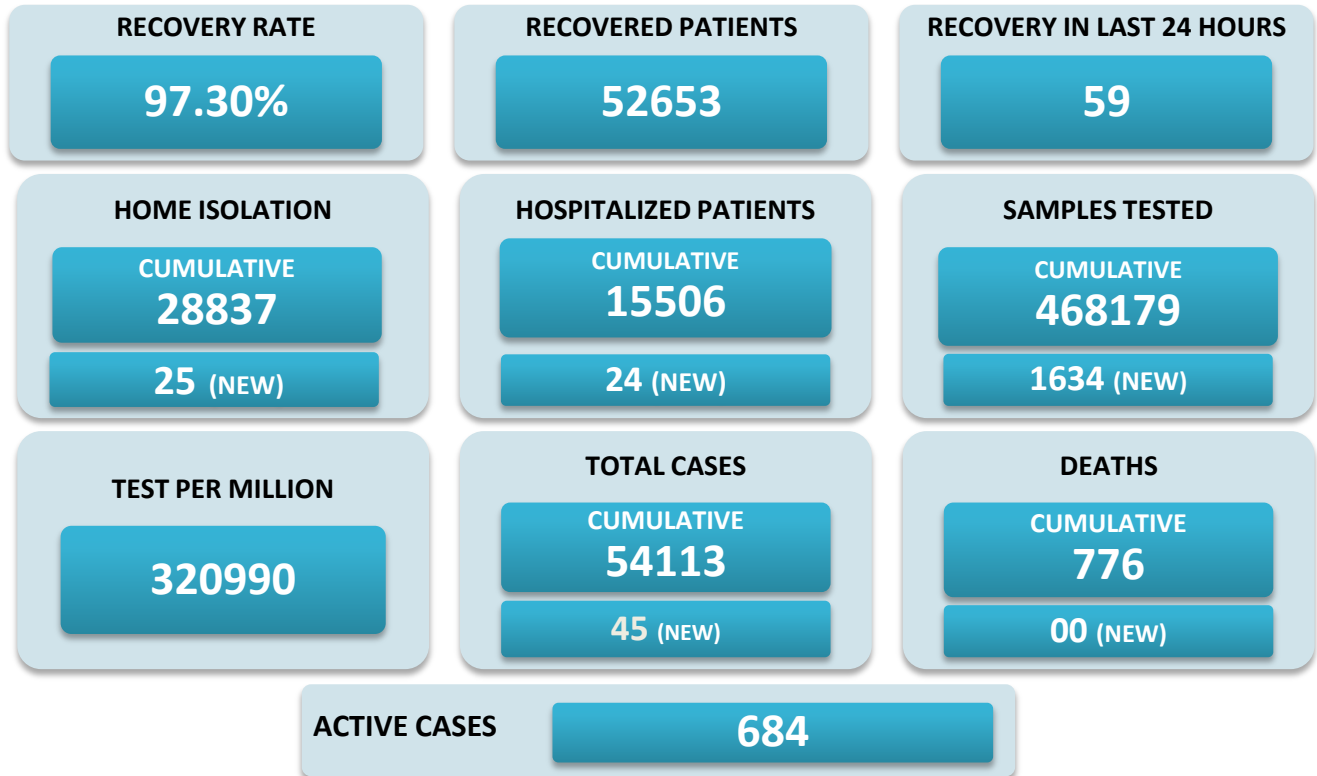 RECOVERY RATE
97.30%
RECOVERED PATIENTS
52653
RECOVERY IN LAST 24 HOURS
59
HOME ISOLATION
CUMULATIVE
28837
25 (NEW)
HOSPITALIZED PATIENTS
CUMULATIVE
15506
24 (NEW)
SAMPLES TESTED
CUMULATIVE
468179
1634 (NEW)
TEST PER MILLION
320990
TOTAL CASES
CUMULATIVE
54113
45 (NEW)
DEATHS
CUMULATIVE
776
00 (NEW)
ACTIVE CASES
684